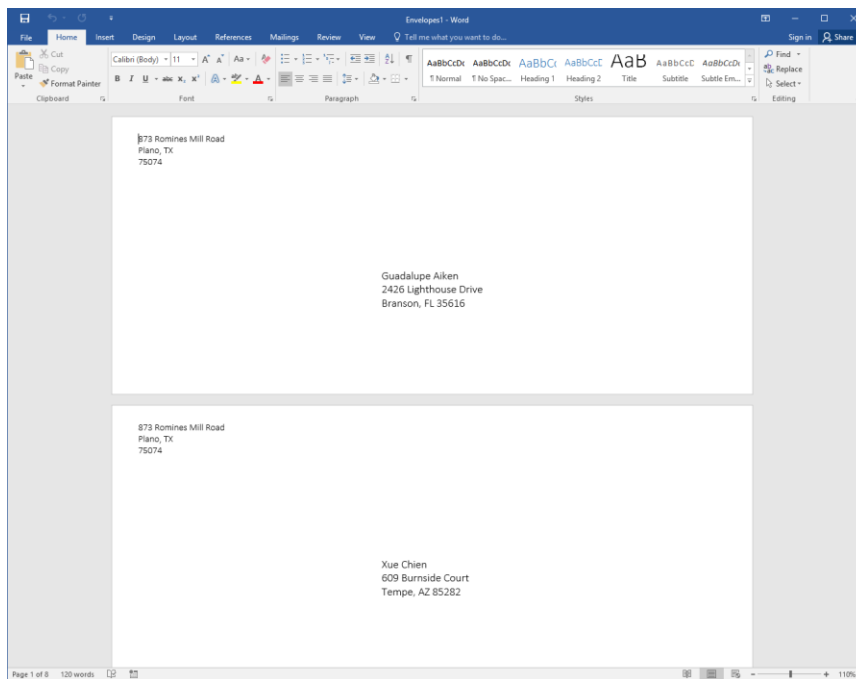 Envelopes1 - Word
File Home Insert Design Layout References Mailings Review View Tell me what you want to do... Sign in Share
Paste
Cut
Copy
Format Painter
Clipboard
Calibri (Body) 11 A A Aa
B I U abc x, x² A A
Font
Paragraph
AaBbCcDc AaBbCcDc AaBbCc AaBbCcC AaB AaBbCcC AaBbCcDc
¶ Normal ¶ No Spac... Heading 1 Heading 2 Title Subtitle Subtle Em...
Styles
Find
Replace
Select
Editing
873 Romines Mill Road
Plano, TX
75074
Guadalupe Aiken
2426 Lighthouse Drive
Branson, FL 35616
873 Romines Mill Road
Plano, TX
75074
Xue Chien
609 Burnside Court
Tempe, AZ 85282
Page 1 of 8 120 words 110%